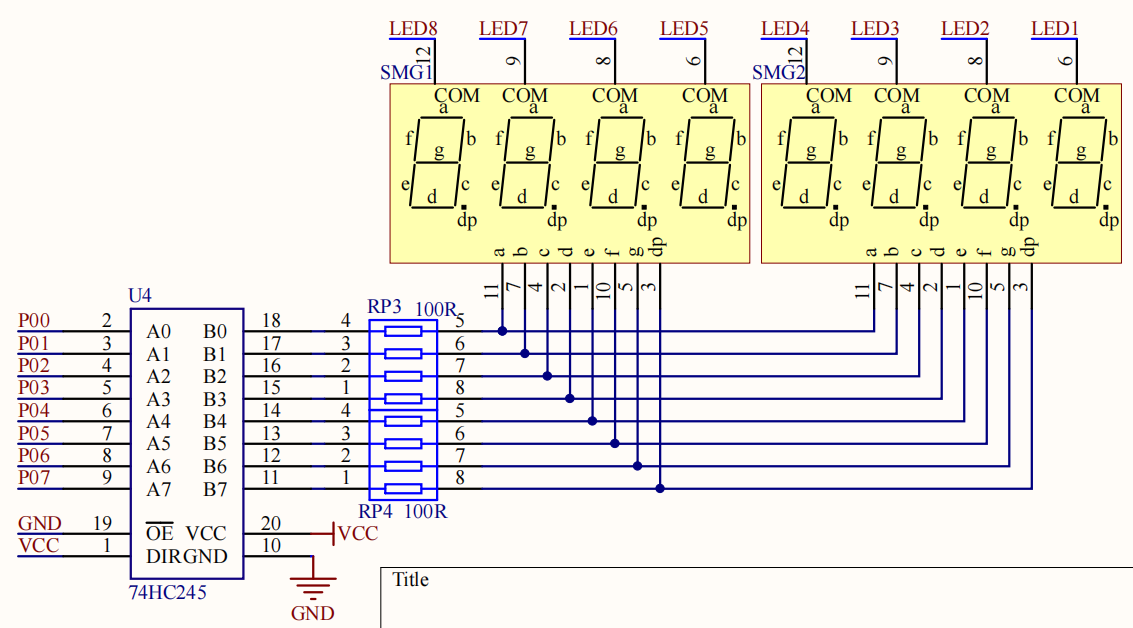 LED8 LED7 LED6 LED5 LED4 LED3 LED2 LED1
12 9 8 6 12 9 8 6
SMG1 SMG2
COM COM COM COM COM COM COM COM
a a a a a a a a
f b f b f b f b f b f b f b f b
g g g g g g g g
e d c e d c e d c e d c e d c e d c e d c e d c
dp dp dp dp dp dp dp dp
a b c d e f g dp a b c d e f g dp
11 7 4 2 1 10 5 3 11 7 4 2 1 10 5 3
U4
RP3 100R
P00 2 A0 B0 18 4 5
P01 3 A1 B1 17 3 6
P02 4 A2 B2 16 2 7
P03 5 A3 B3 15 1 8
P04 6 A4 B4 14 4 5
P05 7 A5 B5 13 3 6
P06 8 A6 B6 12 2 7
P07 9 A7 B7 11 1 8
RP4 100R
GND 19 OE VCC 20 VCC
VCC 1 DIR GND 10
74HC245
GND
Title